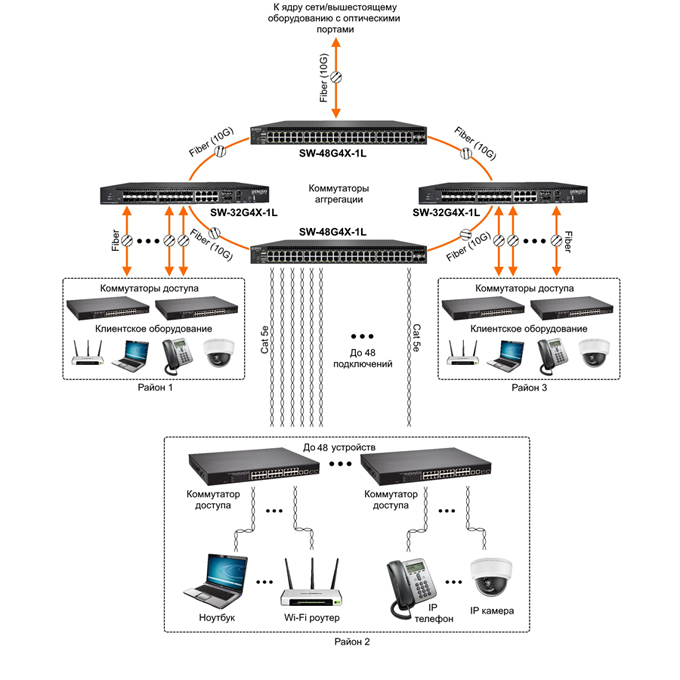 К ядру сети/вышестоящему
оборудованию с оптическими
портами
Fiber (10G)
Fiber (10G)
Fiber (10G)
SW-48G4X-1L
Коммутаторы
аггрегации
SW-32G4X-1L
SW-32G4X-1L
SW-48G4X-1L
Fiber
Fiber (10G)
Fiber (10G)
Fiber
Коммутаторы доступа
Клиентское оборудование
Район 1
Cat 5e
До 48
подключений
Cat 5e
Коммутаторы доступа
Клиентское оборудование
Район 3
До 48 устройств
Коммутатор
доступа
Коммутатор
доступа
Ноутбук
Wi-Fi роутер
IP
телефон
IP камера
Район 2